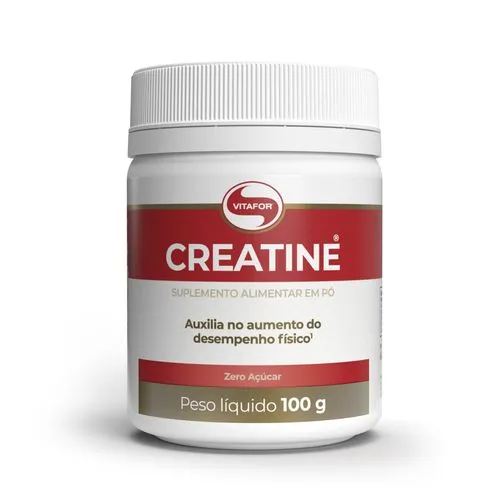 VITAFOR®
CREATINE®
SUPLEMENTO ALIMENTAR EM PÓ
Auxilia no aumento do
desempenho físico¹
Zero Açúcar
Peso líquido 100 g